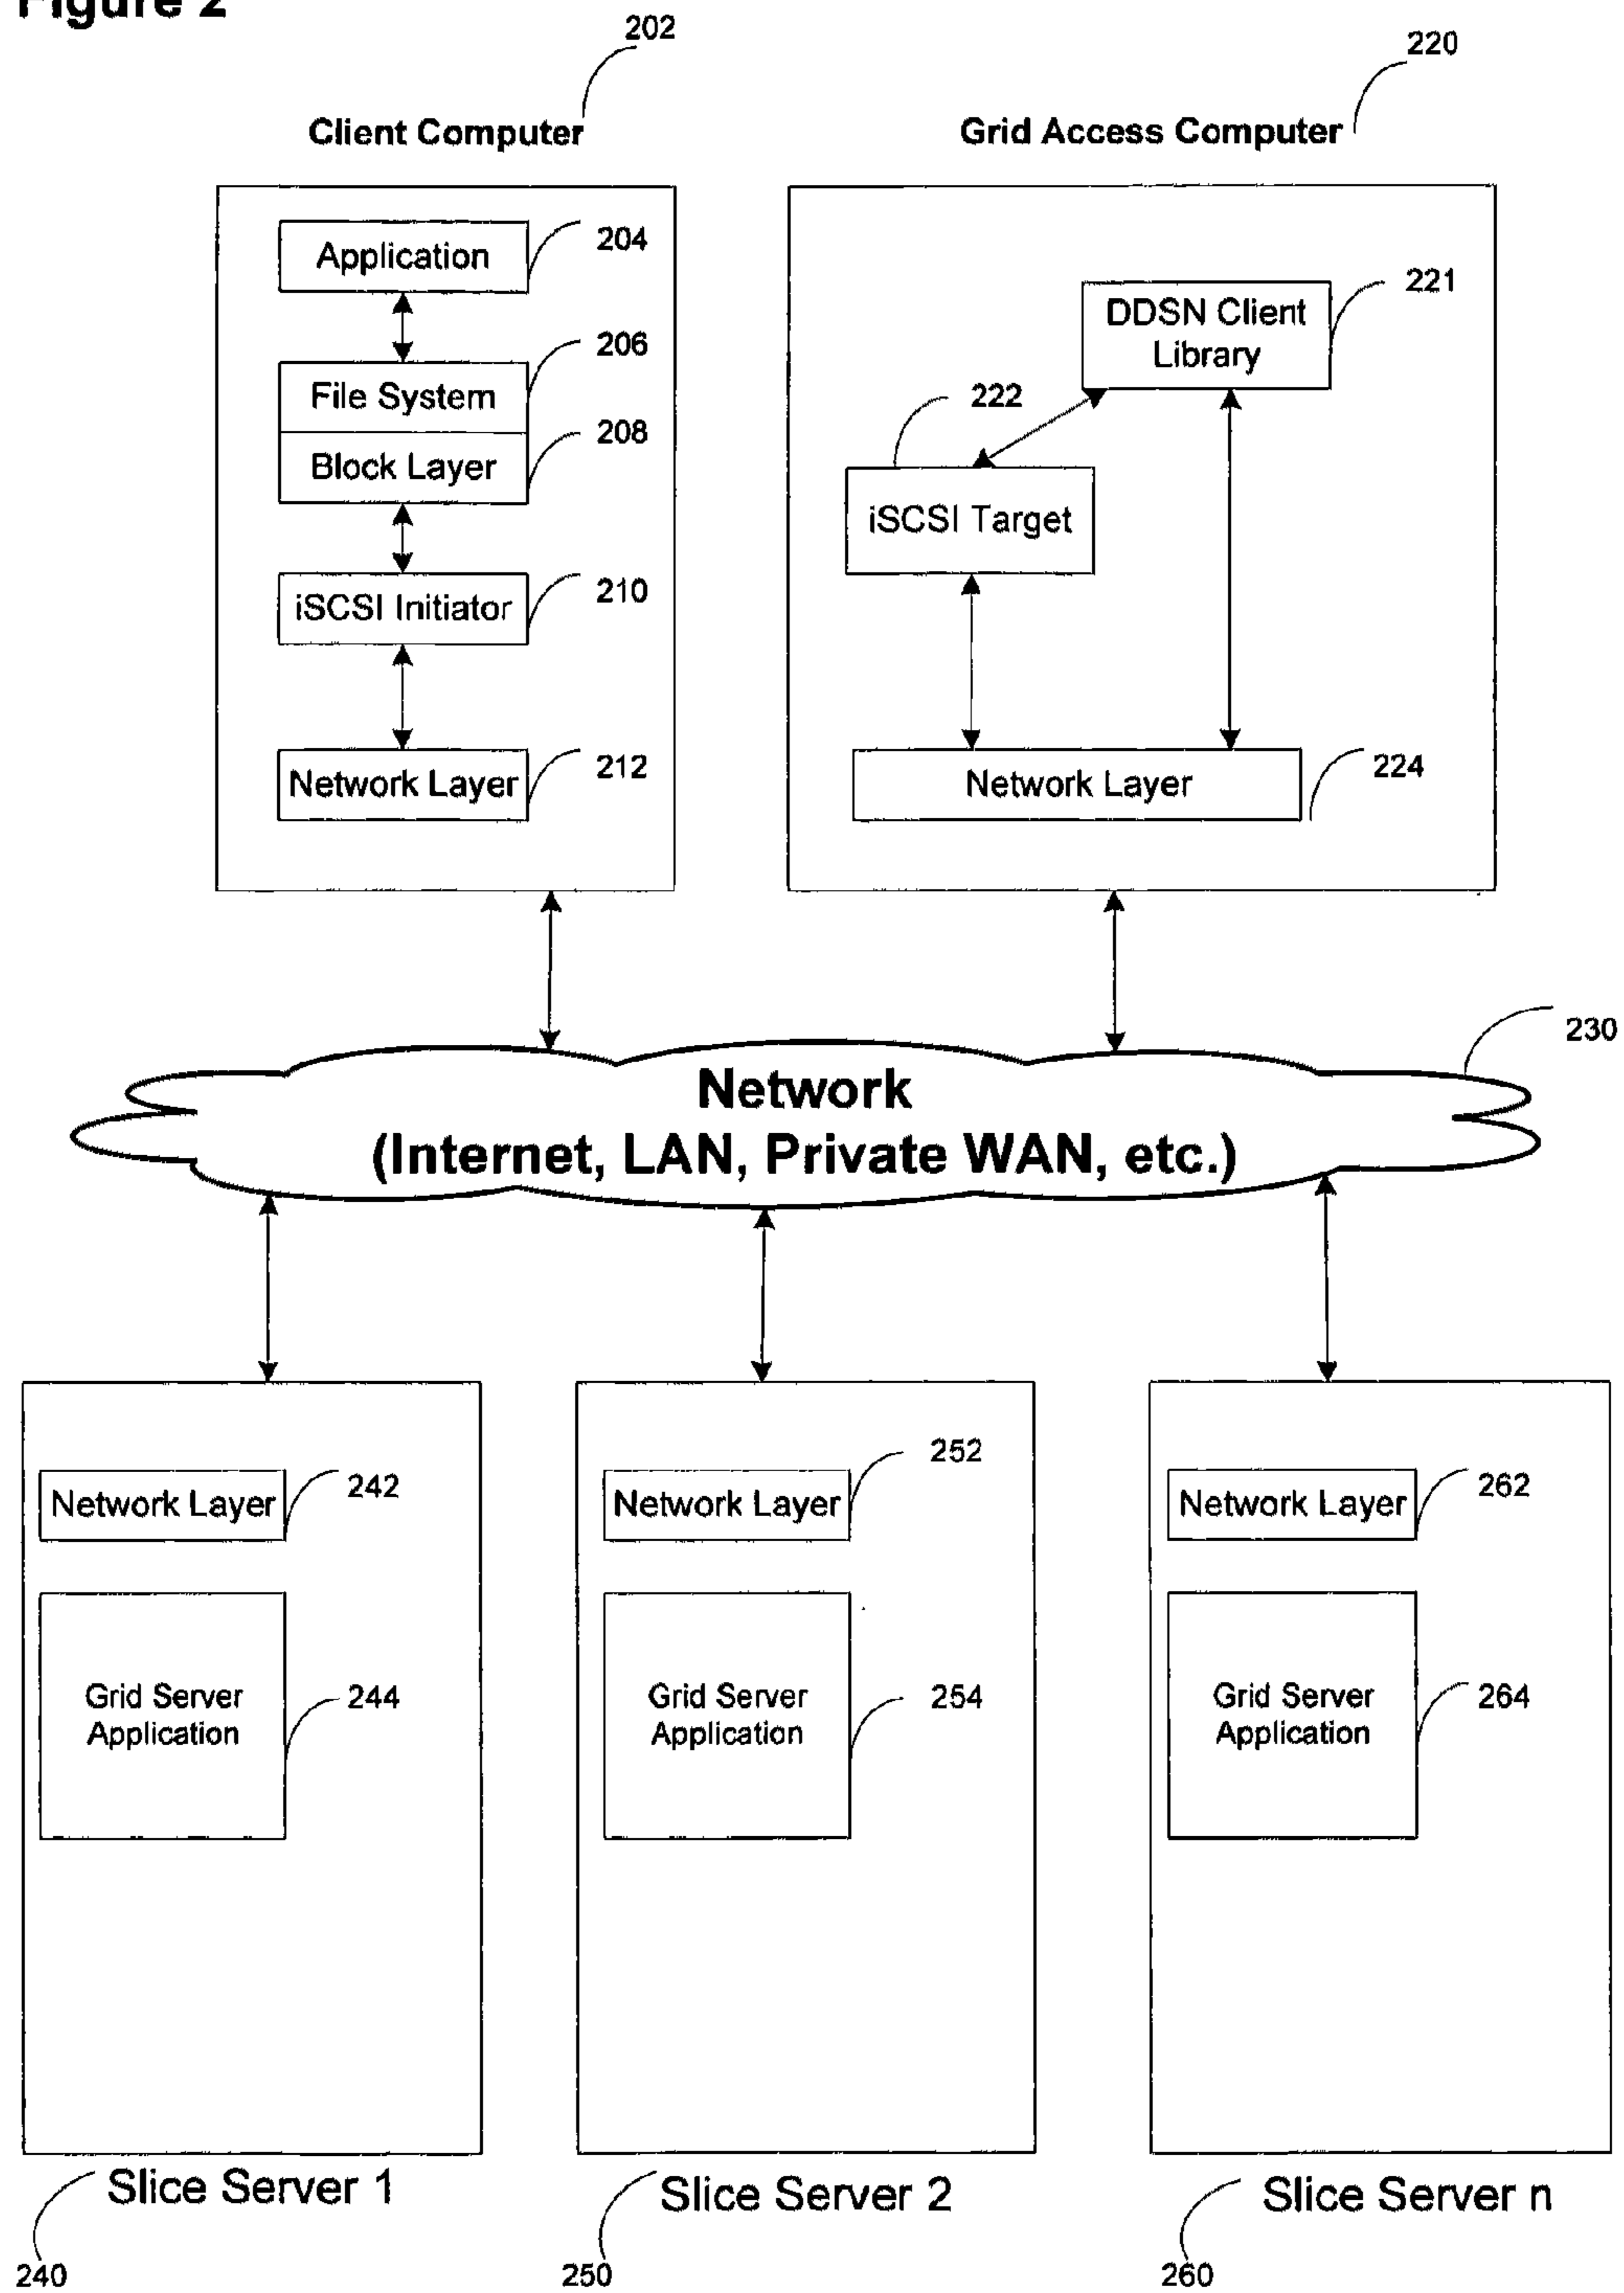 Figure 2
202
220
Client Computer
Grid Access Computer
Application
204
File System
206
Block Layer
208
iSCSI Initiator
210
Network Layer
212
DDSN Client
Library
221
222
iSCSI Target
Network Layer
224
230
Network
(Internet, LAN, Private WAN, etc.)
Network Layer
242
Grid Server
Application
244
Network Layer
252
Grid Server
Application
254
Network Layer
262
Grid Server
Application
264
Slice Server 1
240
Slice Server 2
250
Slice Server n
260